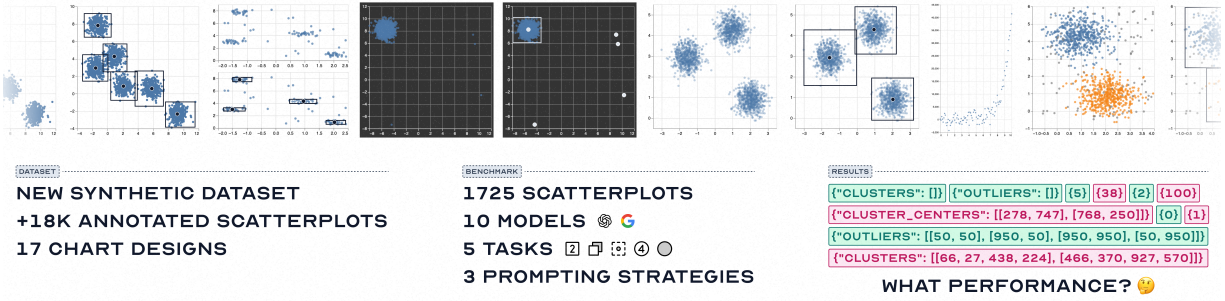 DATASET
NEW SYNTHETIC DATASET
+18K ANNOTATED SCATTERPLOTS
17 CHART DESIGNS
BENCHMARK
1725 SCATTERPLOTS
10 MODELS
5 TASKS 2 4
3 PROMPTING STRATEGIES
RESULTS
{"CLUSTERS": []} {"OUTLIERS": []} {5} {38} {2} {100}
{"CLUSTER_CENTERS": [[278, 747], [768, 250]]} {0} {1}
{"OUTLIERS": [[50, 50], [950, 50], [950, 950], [50, 950]]}
{"CLUSTERS": [[66, 27, 438, 224], [466, 370, 927, 570]]}
WHAT PERFORMANCE? 🤔